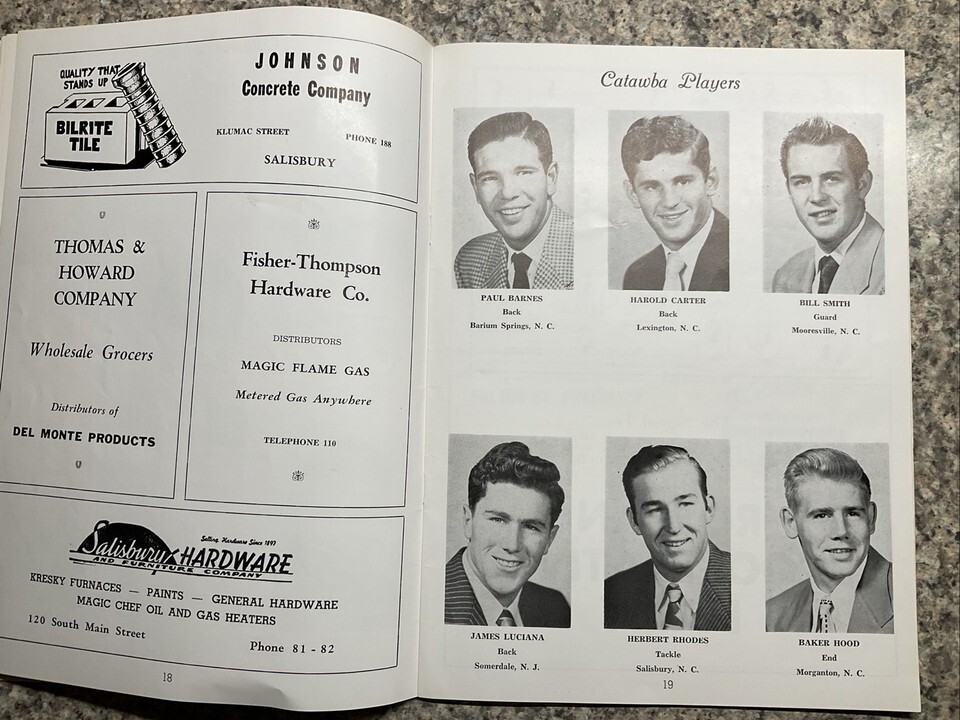 QUALITY THAT
STANDS UP
BILRITE
TILE
JOHNSON
Concrete Company
KLUMAC STREET PHONE 188
SALISBURY
THOMAS &
HOWARD
COMPANY
Wholesale Grocers
Distributors of
DEL MONTE PRODUCTS
Fisher-Thompson
Hardware Co.
DISTRIBUTORS
MAGIC FLAME GAS
Metered Gas Anywhere
TELEPHONE 110
Selling Hardware Since 1897
Salisbury HARDWARE
AND FURNITURE COMPANY
KRESKY FURNACES — PAINTS — GENERAL HARDWARE
MAGIC CHEF OIL AND GAS HEATERS
120 South Main Street
Phone 81 - 82
18
Catawba Players
PAUL BARNES
Back
Barium Springs, N. C.
HAROLD CARTER
Back
Lexington, N. C.
BILL SMITH
Guard
Mooresville, N. C.
JAMES LUCIANA
Back
Somerdale, N. J.
HERBERT RHODES
Tackle
Salisbury, N. C.
BAKER HOOD
End
Morganton, N. C.
19